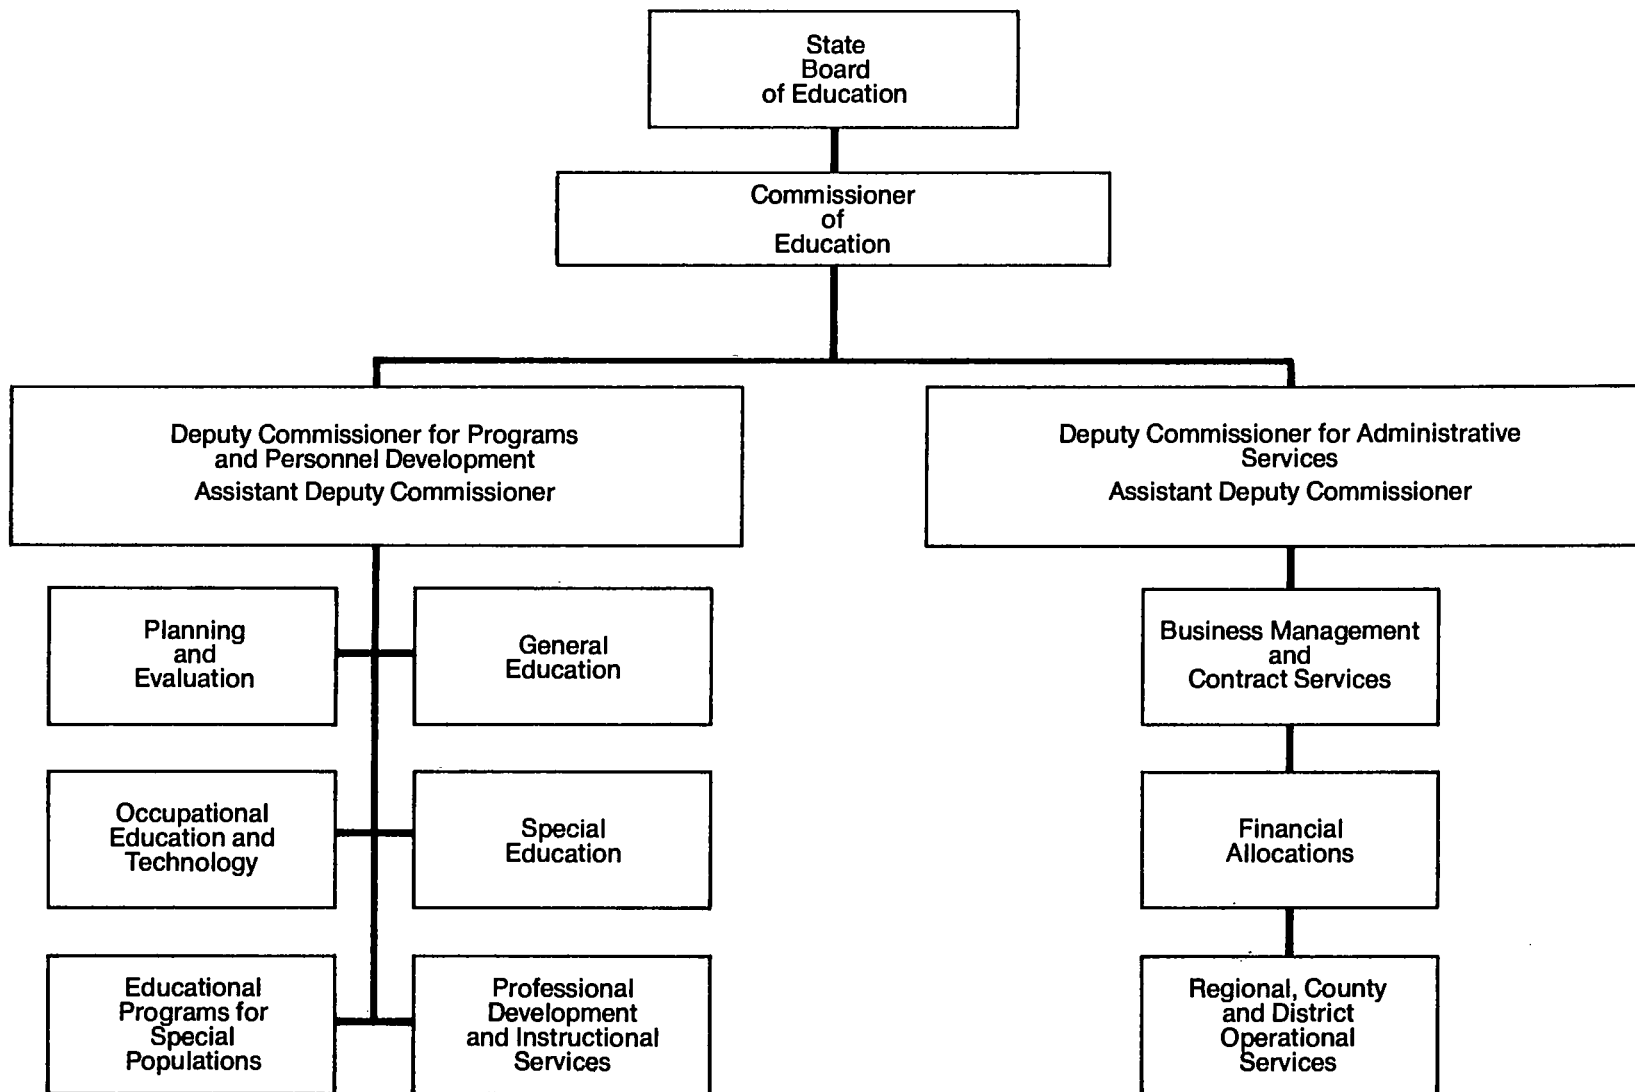 State
Board
of Education
Commissioner
of
Education
Deputy Commissioner for Programs
and Personnel Development
Assistant Deputy Commissioner
Deputy Commissioner for Administrative
Services
Assistant Deputy Commissioner
Planning
and
Evaluation
General
Education
Business Management
and
Contract Services
Occupational
Education and
Technology
Special
Education
Financial
Allocations
Educational
Programs for
Special
Populations
Professional
Development
and Instructional
Services
Regional, County
and District
Operational
Services